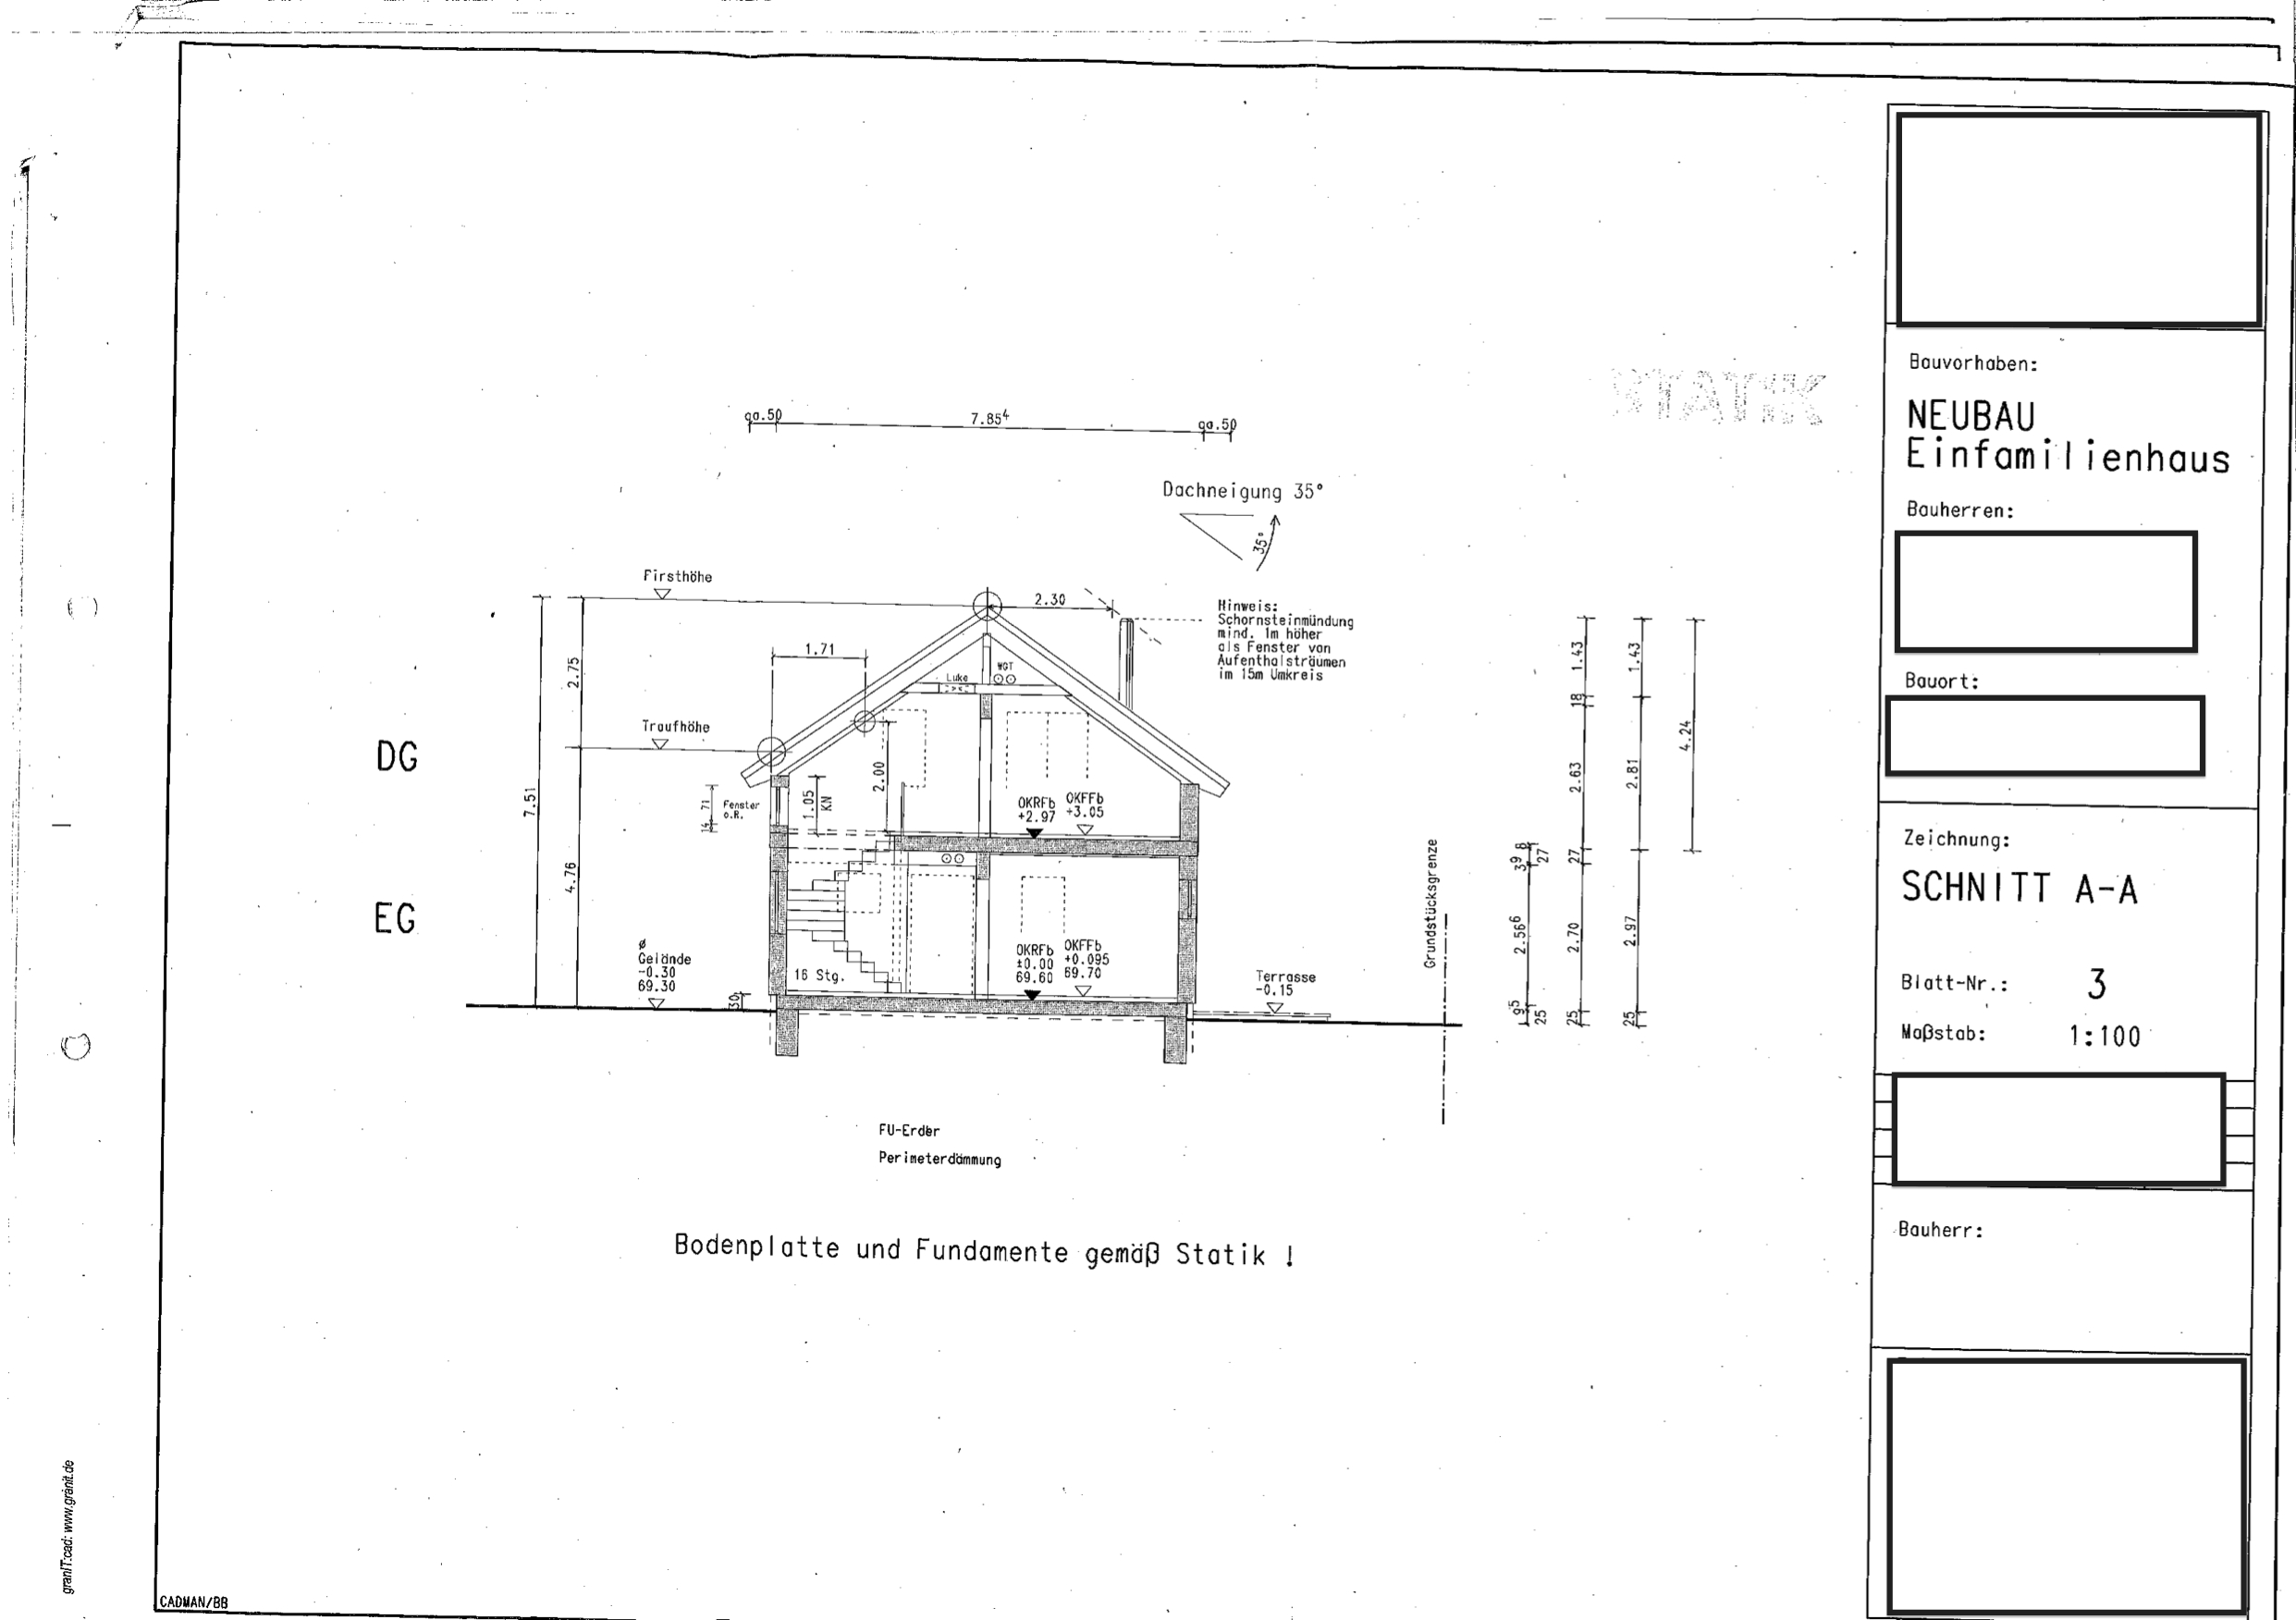 ga.50
7.85⁴
ga.50
Dachneigung 35°
35°
Firsthöhe
2.30
Hinweis:
Schornsteinmündung
mind. 1m höher
als Fenster von
Aufenthalsträumen
im 15m Umkreis
1.71
WGT
Luke
2.75
Traufhöhe
DG
7.51
14 71
Fenster
o.R.
1.05
KN
2.00
OKRFb
+2.97
OKFFb
+3.05
4.76
EG
Ø
Gelände
-0.30
69.30
30
16 Stg.
OKRFb
±0.00
69.60
OKFFb
+0.095
69.70
Terrasse
-0.15
Grundstücksgrenze
39 8
27
2.56⁶
95
25
1.43
18
2.63
27
2.70
25
1.43
2.81
2.97
25
4.24
FU-Erder
Perimeterdämmung
Bodenplatte und Fundamente gemäß Statik !
STATIK
Bauvorhaben:
NEUBAU
Einfamilienhaus
Bauherren:
Bauort:
Zeichnung:
SCHNITT A-A
Blatt-Nr.: 3
Maßstab: 1:100
Bauherr:
granIT:cad: www.granit.de
CADMAN/BB